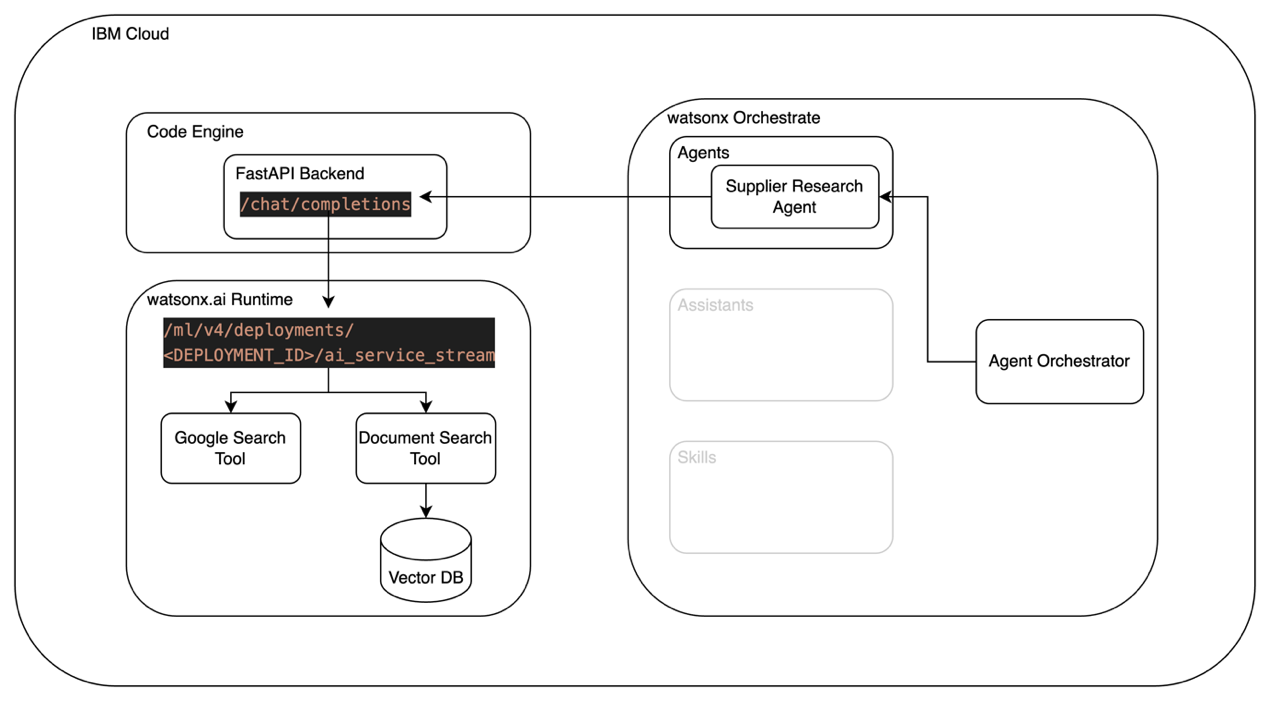 IBM Cloud
Code Engine
FastAPI Backend
/chat/completions
watsonx.ai Runtime
/ml/v4/deployments/
<DEPLOYMENT_ID>/ai_service_stream
Google Search
Tool
Document Search
Tool
Vector DB
watsonx Orchestrate
Agents
Supplier Research
Agent
Assistants
Skills
Agent Orchestrator